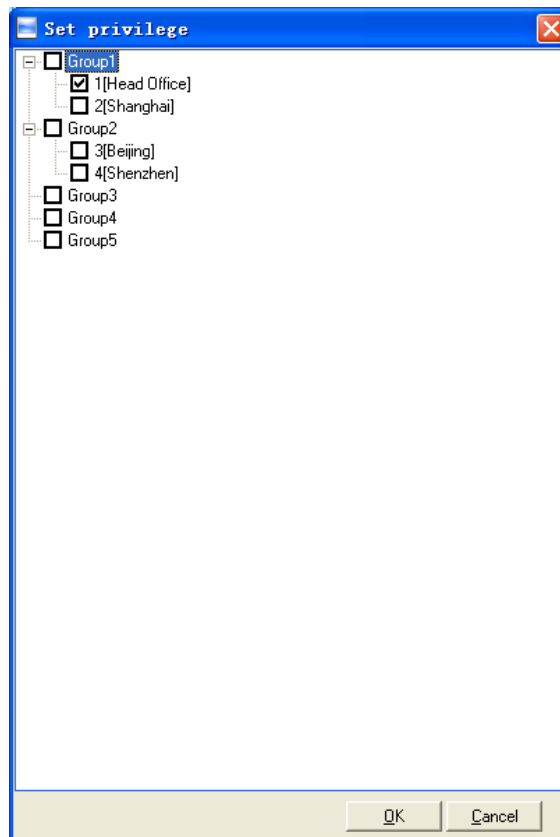 Set privilege
Group1
1[Head Office]
2[Shanghai]
Group2
3[Beijing]
4[Shenzhen]
Group3
Group4
Group5
OK Cancel